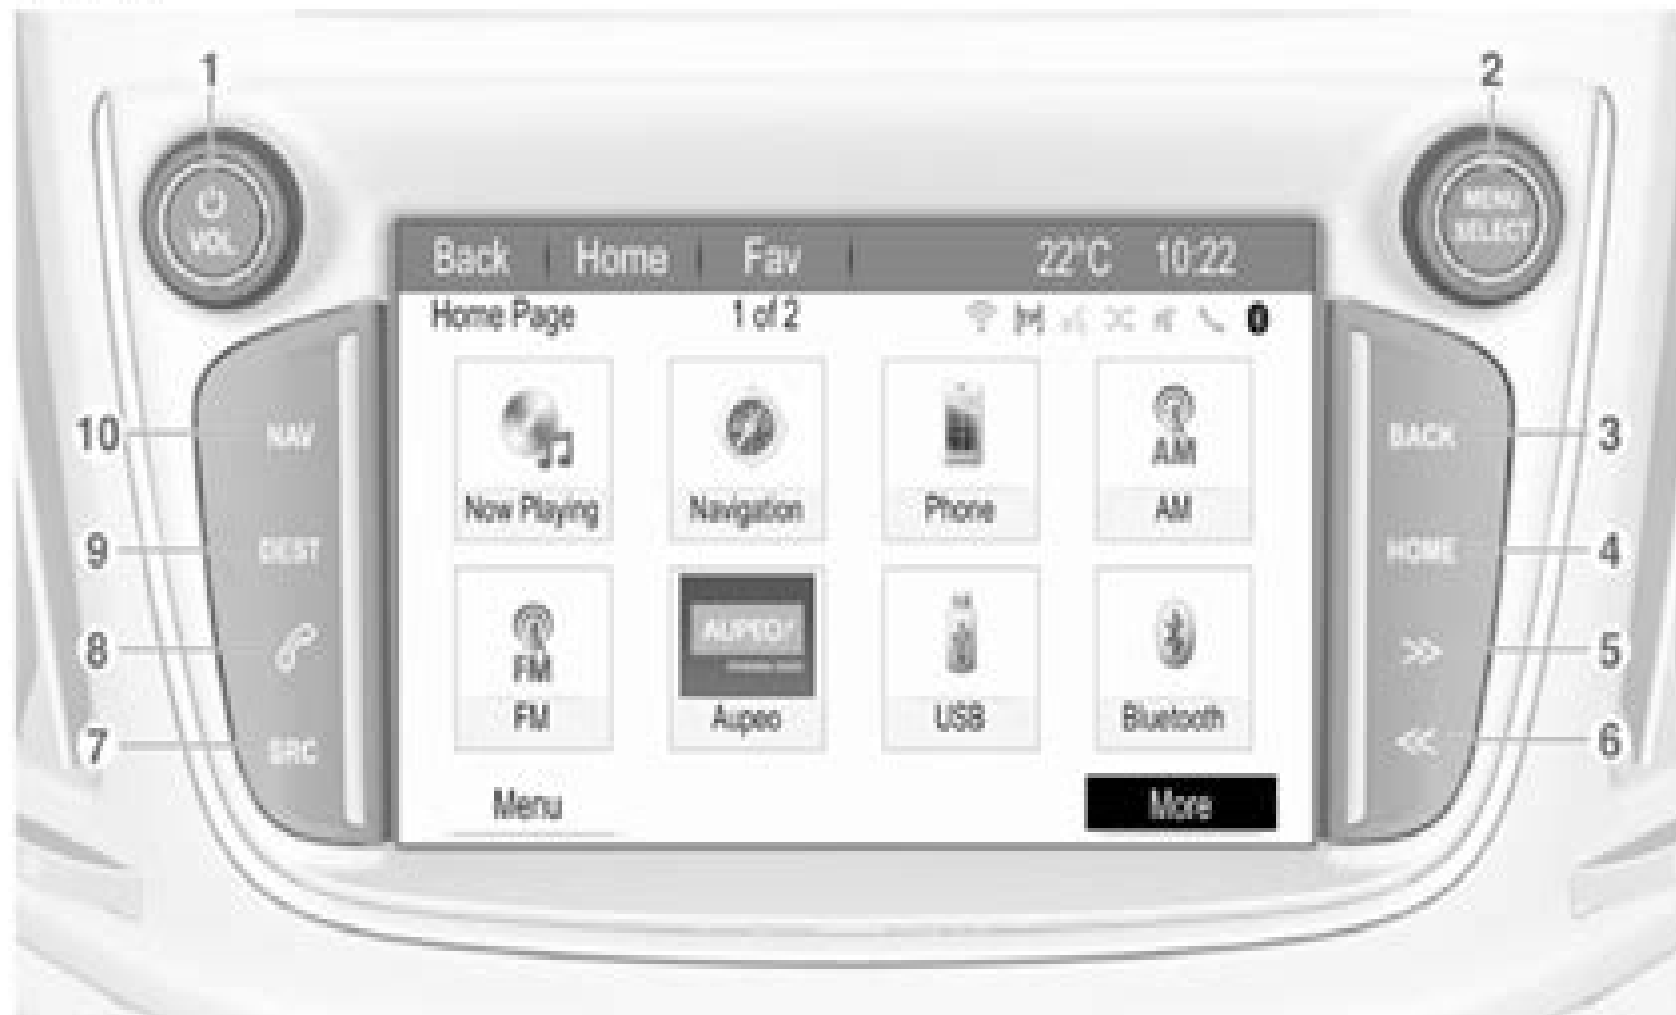 1 2
VOL
MENU
SELECT
Back Home Fav 22°C 10:22
Home Page 1 of 2
10 NAV
BACK 3
Now Playing Navigation Phone AM
AM
9 DEST
HOME 4
8
FM
AUPEO!
>> 5
FM Aupeo USB Bluetooth
7 SRC
<< 6
Menu More